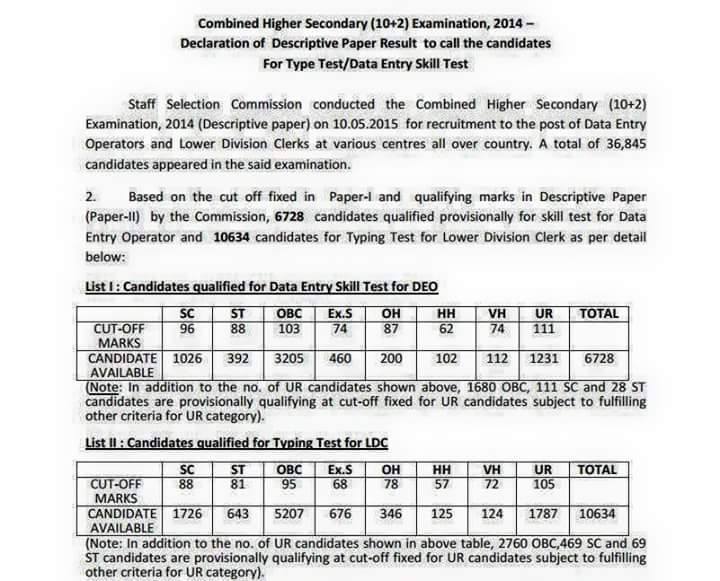 Combined Higher Secondary (10+2) Examination, 2014 –
Declaration of Descriptive Paper Result to call the candidates
For Type Test/Data Entry Skill Test
Staff Selection Commission conducted the Combined Higher Secondary (10+2)
Examination, 2014 (Descriptive paper) on 10.05.2015 for recruitment to the post of Data Entry
Operators and Lower Division Clerks at various centres all over country. A total of 36,845
candidates appeared in the said examination.
2. Based on the cut off fixed in Paper-I and qualifying marks in Descriptive Paper
(Paper-II) by the Commission, 6728 candidates qualified provisionally for skill test for Data
Entry Operator and 10634 candidates for Typing Test for Lower Division Clerk as per detail
below:
List I : Candidates qualified for Data Entry Skill Test for DEO
SC ST OBC Ex.S OH HH VH UR TOTAL
CUT-OFF 96 88 103 74 87 62 74 111
MARKS
CANDIDATE 1026 392 3205 460 200 102 112 1231 6728
AVAILABLE
(Note: In addition to the no. of UR candidates shown above, 1680 OBC, 111 SC and 28 ST
candidates are provisionally qualifying at cut-off fixed for UR candidates subject to fulfilling
other criteria for UR category).
List II : Candidates qualified for Typing Test for LDC
SC ST OBC Ex.S OH HH VH UR TOTAL
CUT-OFF 88 81 95 68 78 57 72 105
MARKS
CANDIDATE 1726 643 5207 676 346 125 124 1787 10634
AVAILABLE
(Note: In addition to the no. of UR candidates shown in above table, 2760 OBC,469 SC and 69
ST candidates are provisionally qualifying at cut-off fixed for UR candidates subject to fulfilling
other criteria for UR category).